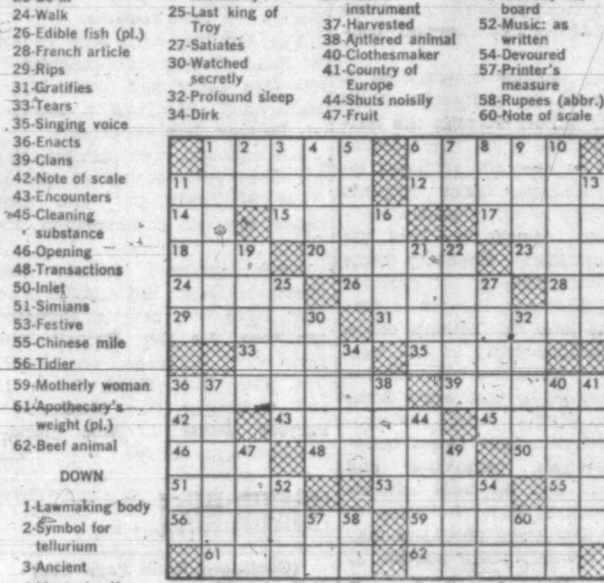 24-Walk
26-Edible fish (pl.)
28-French article
29-Rips
31-Gratifies
33-Tears
35-Singing voice
36-Enacts
39-Clans
42-Note of scale
43-Encounters
45-Cleaning
substance
46-Opening
48-Transactions
50-Inlet
51-Simians
53-Festive
55-Chinese mile
56-Tidier
59-Motherly woman
61-Apothecary's
weight (pl.)
62-Beef animal
DOWN
1-Lawmaking body
2-Symbol for
tellurium
3-Ancient
25-Last king of
Troy
27-Satiates
30-Watched
secretly
32-Profound sleep
34-Dirk
instrument
37-Harvested
38-Antlered animal
40-Clothesmaker
41-Country of
Europe
44-Shuts noisily
47-Fruit
board
52-Music: as
written
54-Devoured
57-Printer's
measure
58-Rupees (abbr.)
60-Note of scale
1 2 3 4 5 6 7 8 9 10
11 12 13
14 15 16 17
18 19 20 21 22 23
24 25 26 27 28
29 30 31 32
33 34 35
36 37 38 39 40 41
42 43 44 45
46 47 48 49 50
51 52 53 54 55
56 57 58 59 60
61 62